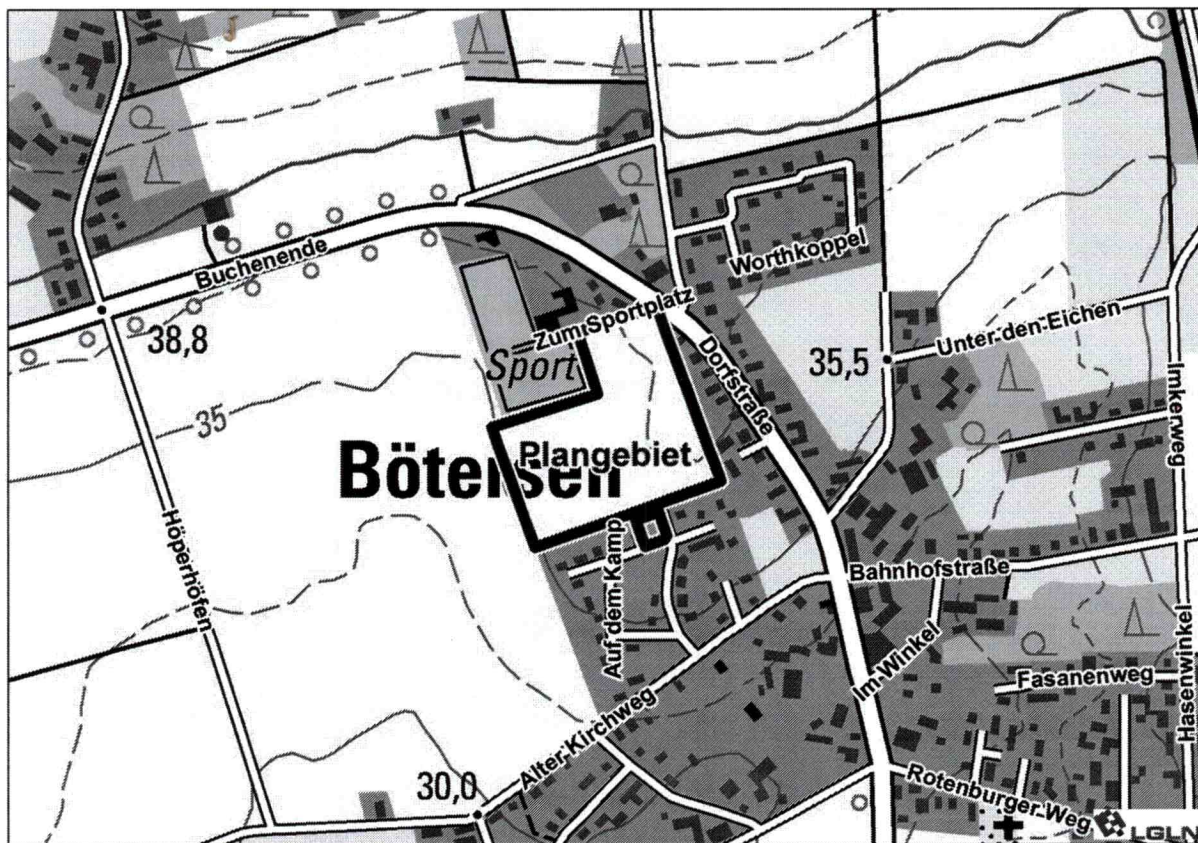 Buchenende
38,8
Worthkoppel
Zum Sportplatz
Sport
Dorfstraße
35,5
Unter den Eichen
Imkerweg
35
Bötersen
Plangebiet
Höperhöfen
Auf dem Kamp
Bahnhofstraße
Im Winkel
Fasanenweg
Hasenwinkel
Alter Kirchweg
30,0
Rotenburger Weg
LGLN